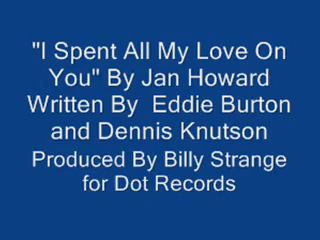 "I Spent All My Love On
You" By Jan Howard
Written By  Eddie Burton
and Dennis Knutson
Produced By Billy Strange
for Dot Records